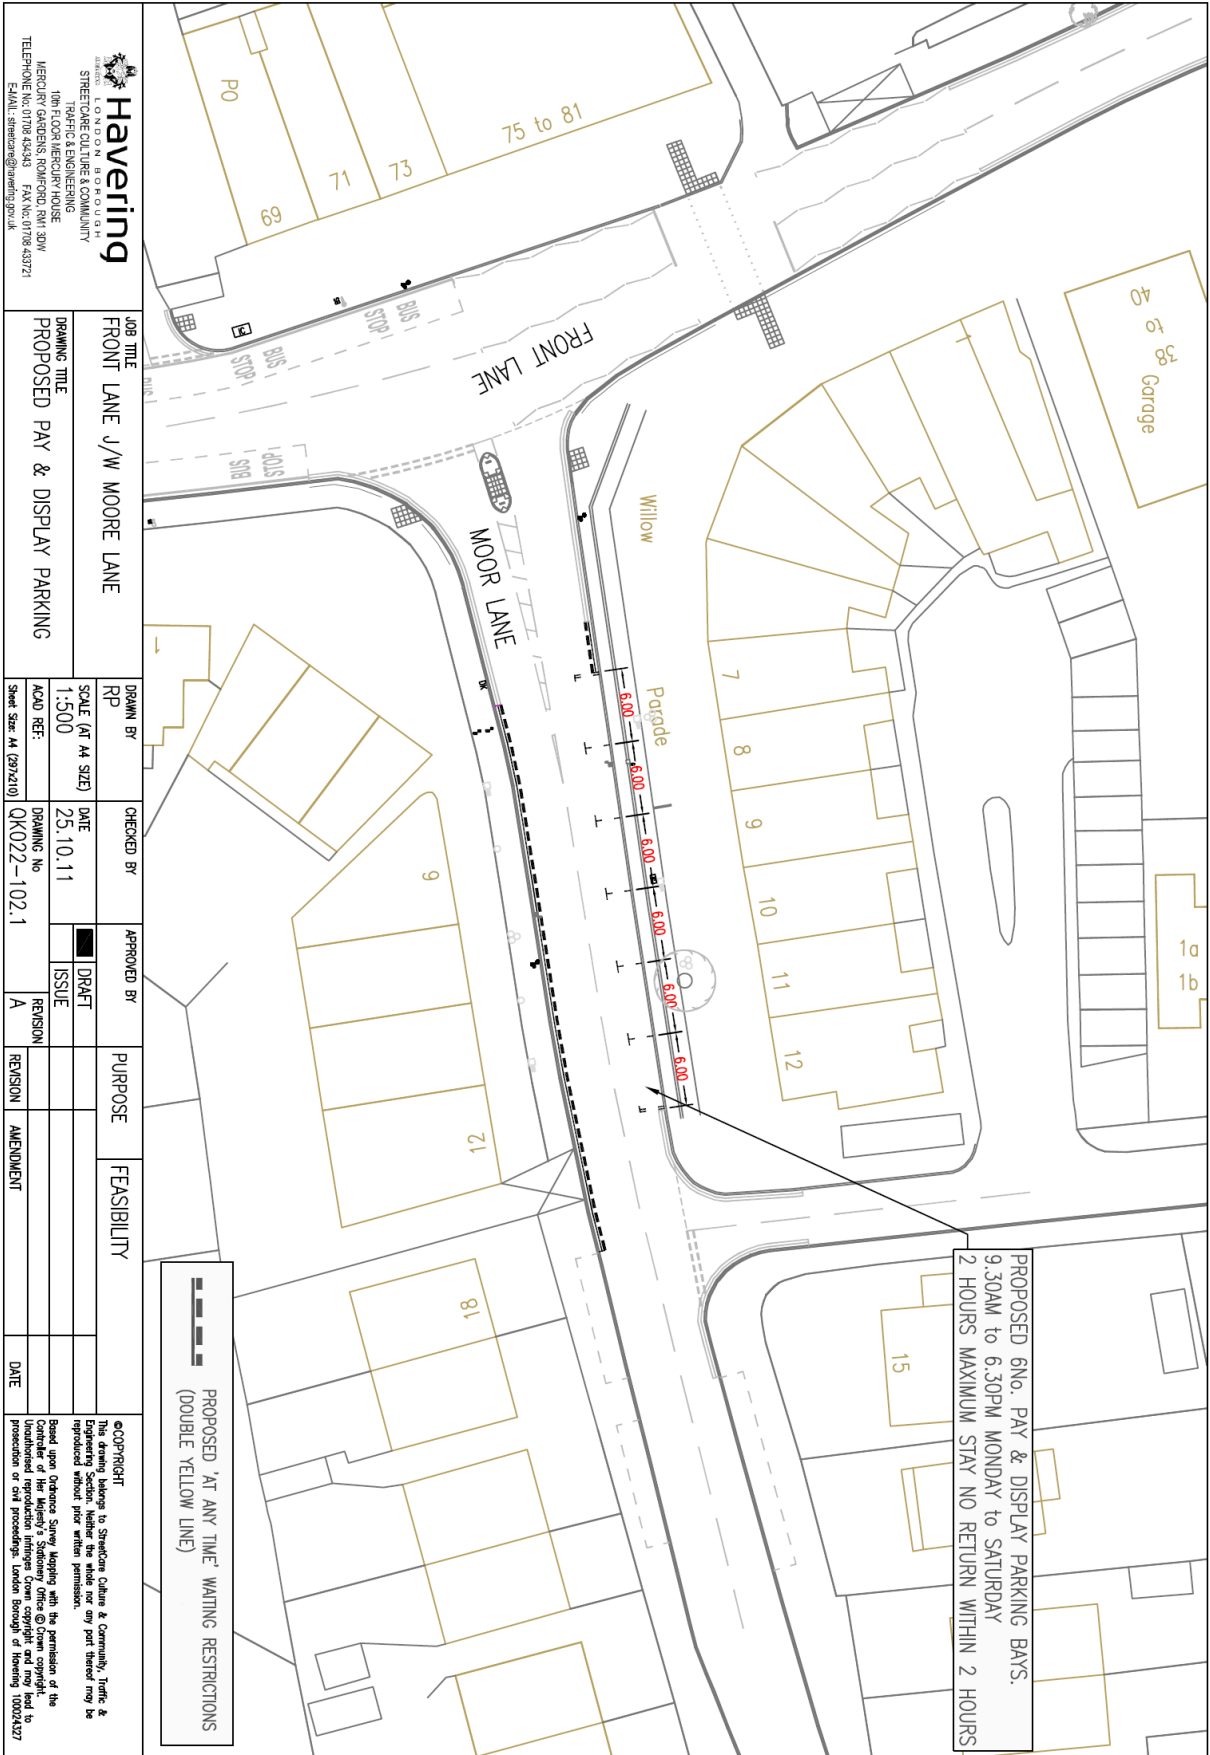 PO
69
71
73
75 to 81
BUS
STOP
BUS
STOP
BUS
STOP
BUS
FRONT LANE
MOOR LANE
Willow
Parade
40
to
38
Garage
1
7
8
9
10
11
12
1a
1b
6.00
6.00
6.00
6.00
6.00
6.00
1
9
12
18
15
DK
PROPOSED 6No. PAY & DISPLAY PARKING BAYS.
9.30AM to 6.30PM MONDAY to SATURDAY
2 HOURS MAXIMUM STAY NO RETURN WITHIN 2 HOURS
PROPOSED 'AT ANY TIME' WAITING RESTRICTIONS
(DOUBLE YELLOW LINE)
Havering
LONDON BOROUGH
STREETCARE CULTURE & COMMUNITY
TRAFFIC & ENGINEERING
10th FLOOR MERCURY HOUSE
MERCURY GARDENS, ROMFORD, RM1 3DW
TELEPHONE No: 01708 434343 FAX No: 01708 433721
E-MAIL: streetcare@havering.gov.uk
JOB TITLE
FRONT LANE J/W MOORE LANE
DRAWING TITLE
PROPOSED PAY & DISPLAY PARKING
DRAWN BY
RP
CHECKED BY
APPROVED BY
SCALE (AT A4 SIZE)
1:500
DATE
25.10.11
DRAFT
ISSUE
ACAD REF:
DRAWING No
QK022-102.1
REVISION
A
Sheet Size: A4 (297x210)
PURPOSE
FEASIBILITY
REVISION
AMENDMENT
DATE
©COPYRIGHT
This drawing belongs to StreetCare Culture & Community, Traffic &
Engineering Section. Neither the whole nor any part thereof may be
reproduced without prior written permission.
Based upon Ordnance Survey Mapping with the permission of the
Controller of Her Majesty's Stationery Office © Crown copyright.
Unauthorised reproduction infringes Crown copyright and may lead to
prosecution or civil proceedings. London Borough of Havering 100024327